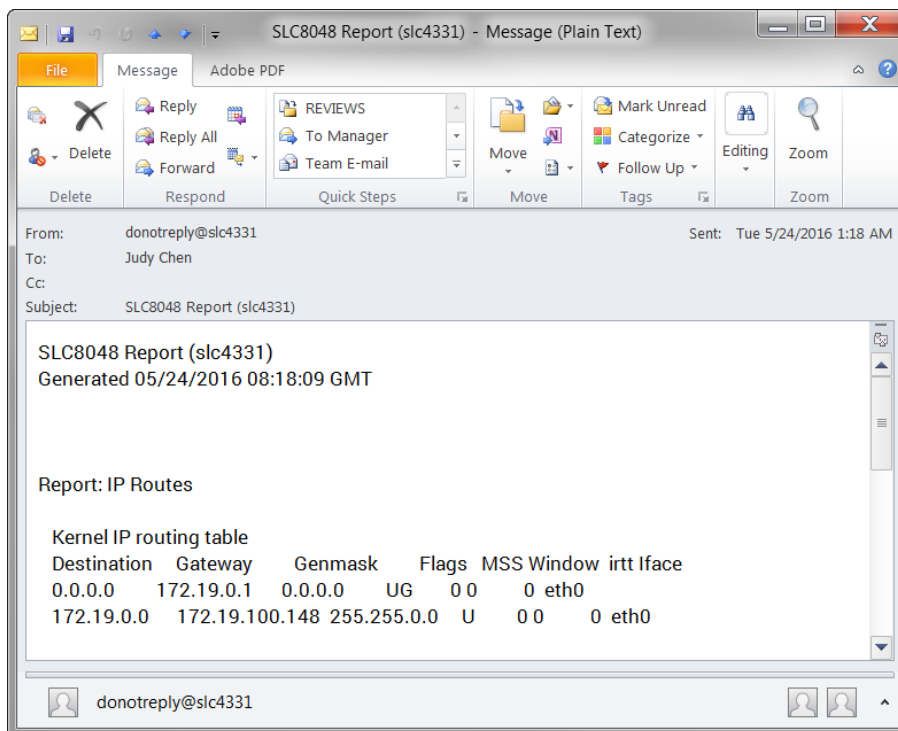 SLC8048 Report (slc4331) - Message (Plain Text)
File Message Adobe PDF
Delete
Reply
Reply All
Forward
REVIEWS
To Manager
Team E-mail
Move
Mark Unread
Categorize
Follow Up
Editing
Zoom
Delete Respond Quick Steps Move Tags Zoom
From: donotreply@slc4331 Sent: Tue 5/24/2016 1:18 AM
To: Judy Chen
Cc:
Subject: SLC8048 Report (slc4331)
SLC8048 Report (slc4331)
Generated 05/24/2016 08:18:09 GMT
Report: IP Routes
Kernel IP routing table
Destination Gateway Genmask Flags MSS Window irtt Iface
0.0.0.0 172.19.0.1 0.0.0.0 UG 0 0 0 eth0
172.19.0.0 172.19.100.148 255.255.0.0 U 0 0 0 eth0
donotreply@slc4331